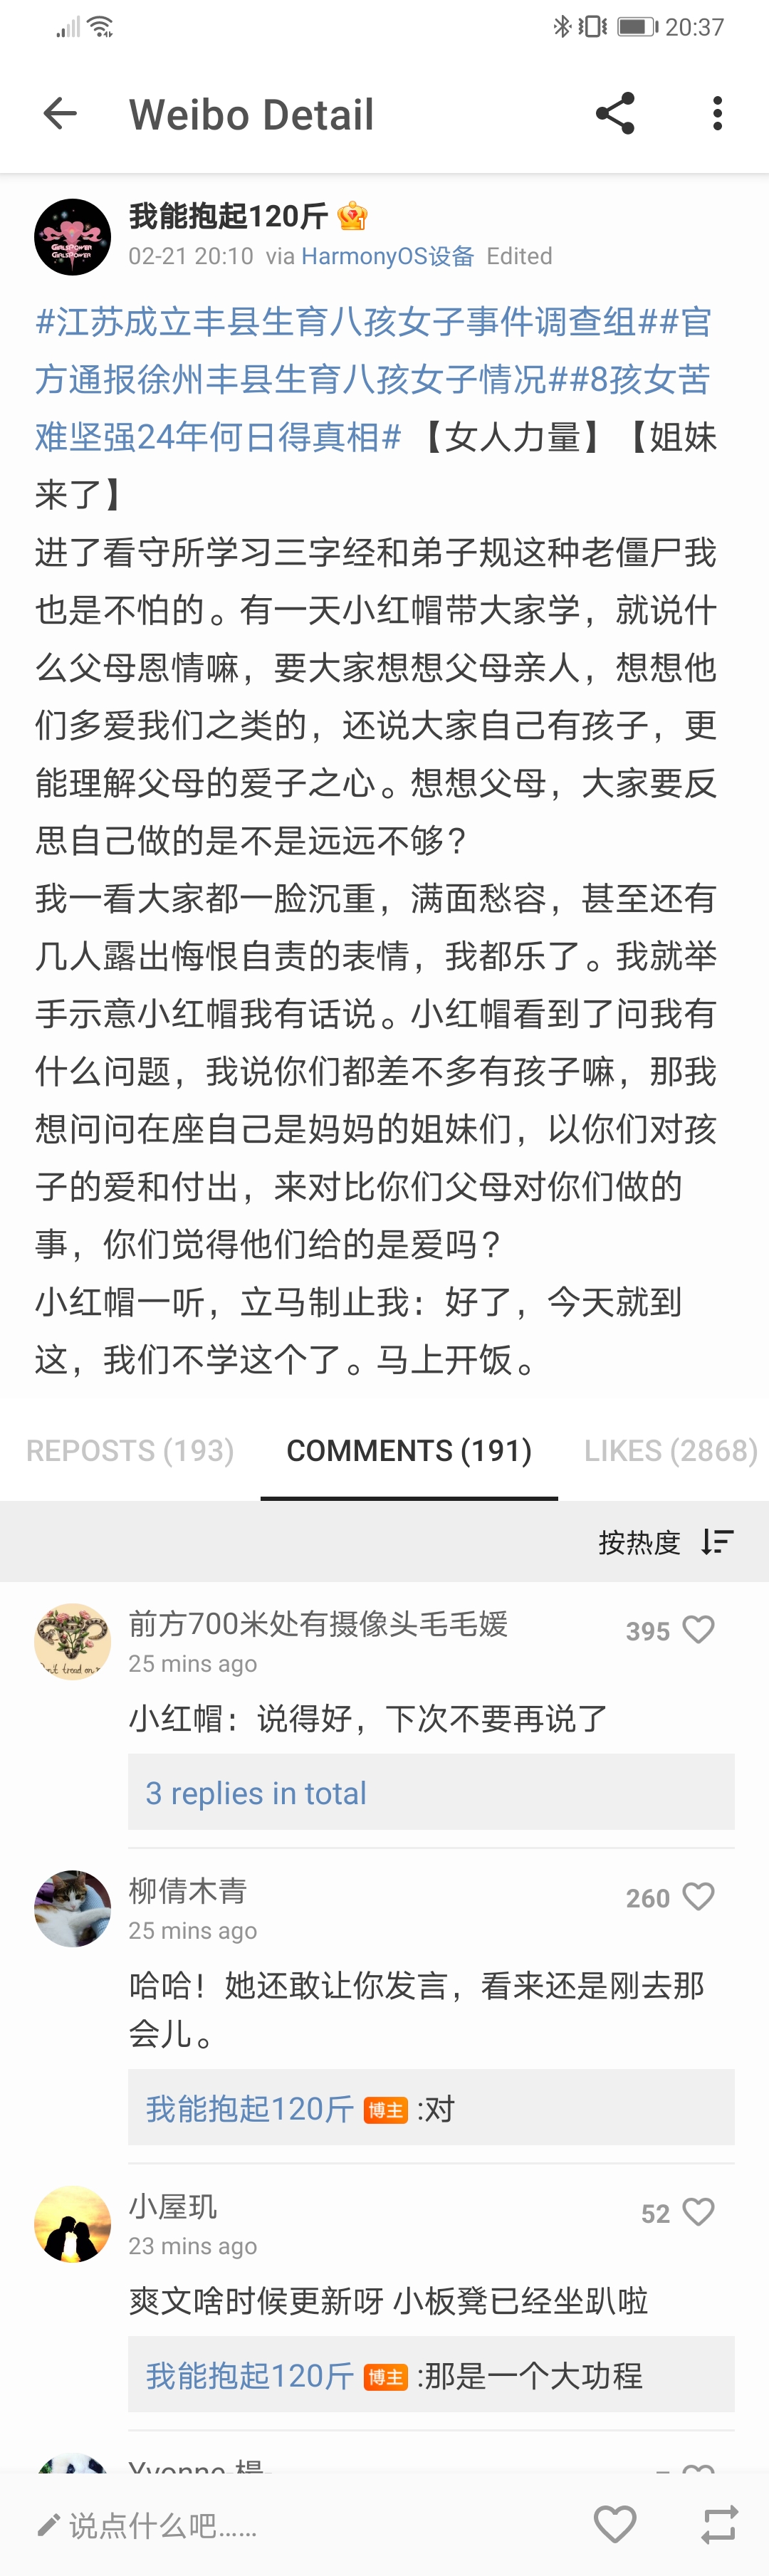 20:37
Weibo Detail
我能抱起120斤
02-21 20:10 via HarmonyOS设备 Edited
#江苏成立丰县生育八孩女子事件调查组##官
方通报徐州丰县生育八孩女子情况##8孩女苦
难坚强24年何日得真相# 【女人力量】【姐妹
来了】
进了看守所学习三字经和弟子规这种老僵尸我
也是不怕的。有一天小红帽带大家学，就说什
么父母恩情嘛，要大家想想父母亲人，想想他
们多爱我们之类的，还说大家自己有孩子，更
能理解父母的爱子之心。想想父母，大家要反
思自己做的是不是远远不够？
我一看大家都一脸沉重，满面愁容，甚至还有
几人露出悔恨自责的表情，我都乐了。我就举
手示意小红帽我有话说。小红帽看到了问我有
什么问题，我说你们都差不多有孩子嘛，那我
想问问在座自己是妈妈的姐妹们，以你们对孩
子的爱和付出，来对比你们父母对你们做的
事，你们觉得他们给的是爱吗？
小红帽一听，立马制止我：好了，今天就到
这，我们不学这个了。马上开饭。
REPOSTS (193) COMMENTS (191) LIKES (2868)
按热度
前方700米处有摄像头毛毛媛 395
25 mins ago
小红帽：说得好，下次不要再说了
3 replies in total
柳倩木青 260
25 mins ago
哈哈！她还敢让你发言，看来还是刚去那
会儿。
我能抱起120斤 博主 :对
小屋玑 52
23 mins ago
爽文啥时候更新呀 小板凳已经坐趴啦
我能抱起120斤 博主 :那是一个大功程
说点什么吧……